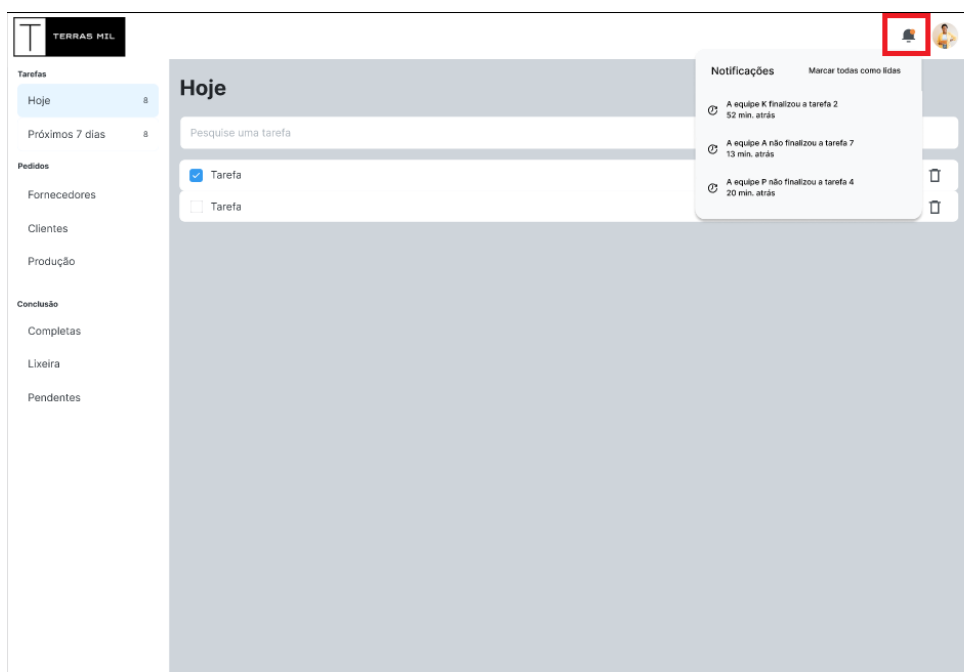 T
TERRAS MIL
Tarefas
Hoje 8
Próximos 7 dias 8
Pedidos
Fornecedores
Clientes
Produção
Conclusão
Completas
Lixeira
Pendentes
Hoje
Pesquise uma tarefa
Tarefa
Tarefa
Notificações Marcar todas como lidas
A equipe K finalizou a tarefa 2
52 min. atrás
A equipe A não finalizou a tarefa 7
13 min. atrás
A equipe P não finalizou a tarefa 4
20 min. atrás